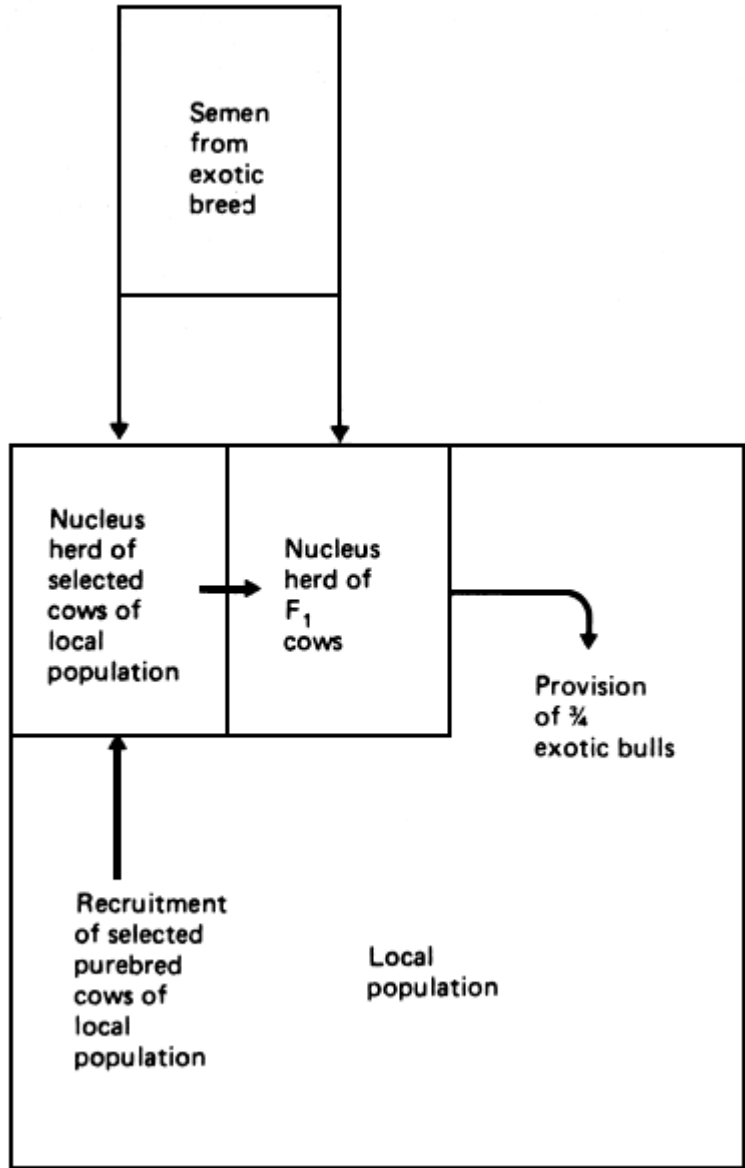 Semen
from
exotic
breed
Nucleus
herd of
selected
cows of
local
population
Nucleus
herd of
F₁
cows
Provision
of ¾
exotic bulls
Recruitment
of selected
purebred
cows of
local
population
Local
population